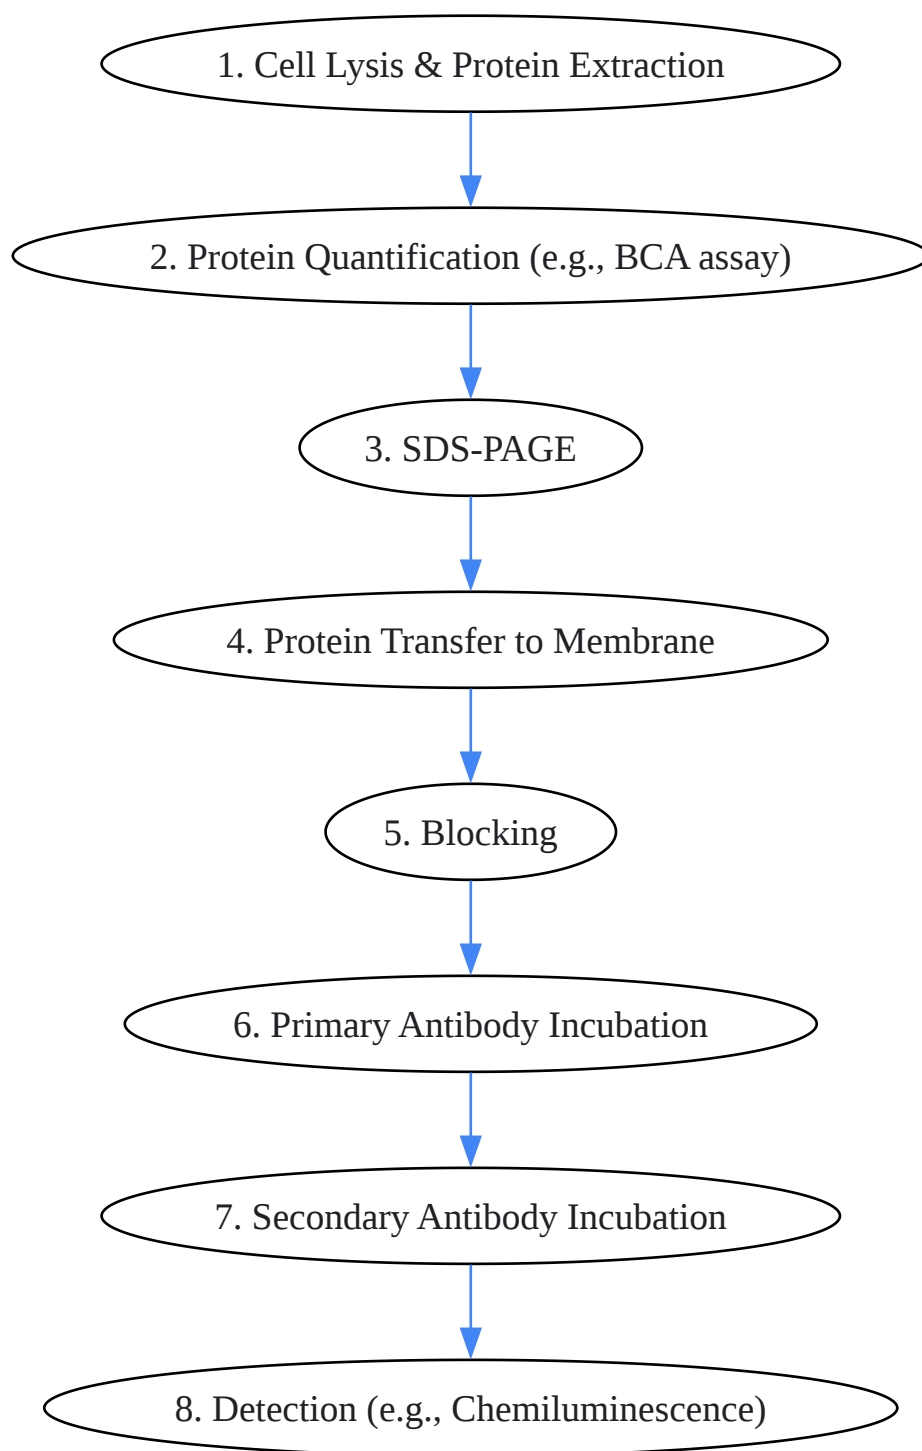 1. Cell Lysis & Protein Extraction
2. Protein Quantification (e.g., BCA assay)
3. SDS-PAGE
4. Protein Transfer to Membrane
5. Blocking
6. Primary Antibody Incubation
7. Secondary Antibody Incubation
8. Detection (e.g., Chemiluminescence)